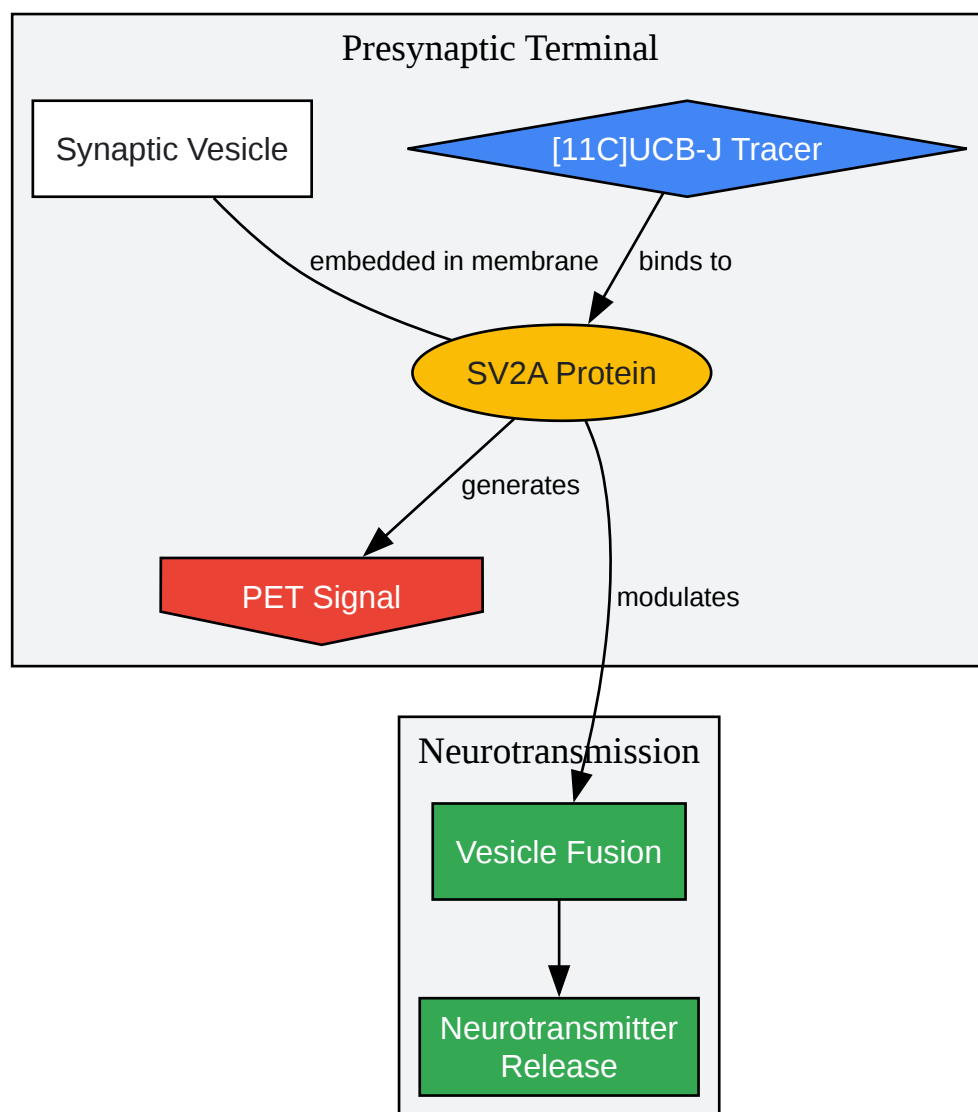 Presynaptic Terminal
Synaptic Vesicle
[11C]UCB-J Tracer
embedded in membrane
binds to
SV2A Protein
generates
PET Signal
modulates
Neurotransmission
Vesicle Fusion
Neurotransmitter
Release